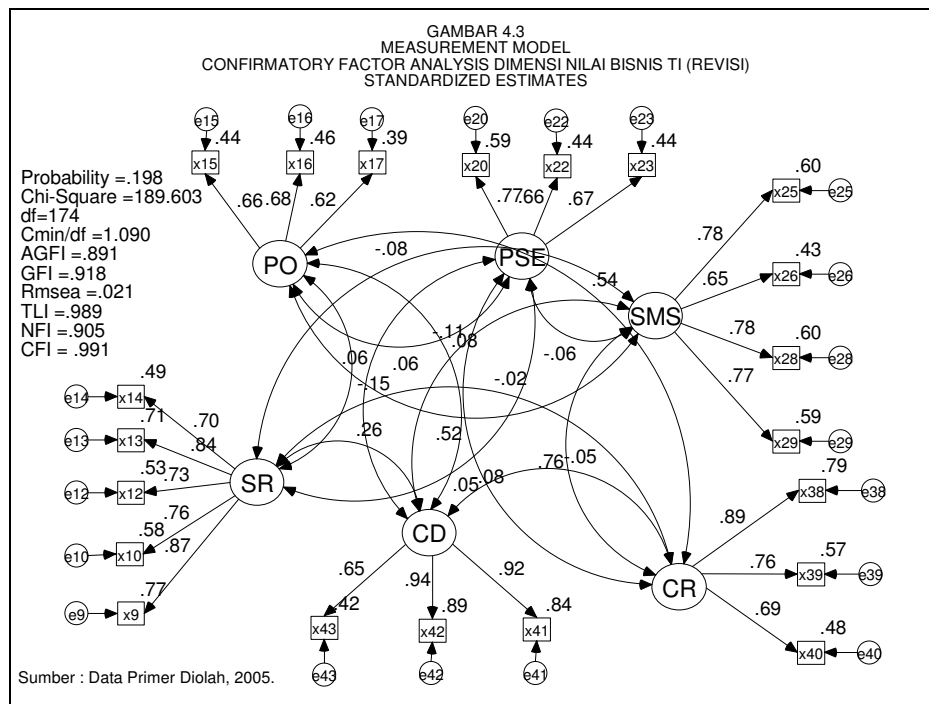 GAMBAR 4.3
MEASUREMENT MODEL
CONFIRMATORY FACTOR ANALYSIS DIMENSI NILAI BISNIS TI (REVISI)
STANDARDIZED ESTIMATES
e15 e16 e17 e20 e22 e23
.44 .46 .39 .59 .44 .44
x15 x16 x17 x20 x22 x23
Probability =.198
Chi-Square =189.603
df=174
Cmin/df =1.090
AGFI =.891
GFI =.918
Rmsea =.021
TLI =.989
NFI =.905
CFI =.991
.66 .68 .62 .77 .66 .67
.60
x25 e25
.78
PO -.08 PSE
.43
.54 .65 x26 e26
SMS
.60
.78 x28 e28
-.11
.08
.06 .06 -.06
.77
.59
x29 e29
-.15 -.02
.49
e14 x14
.70
.71
e13 x13
.84
.26 .52
.53 .73
e12 x12
SR
.76
.58
e10 x10
.87
.77
e9 x9
.05 .08 .76 -.05
CD
.79
x38 e38
.89
CR
.57
.76 x39 e39
.69
.48
x40 e40
.65 .94 .92
.42 .89 .84
x43 x42 x41
e43 e42 e41
Sumber : Data Primer Diolah, 2005.